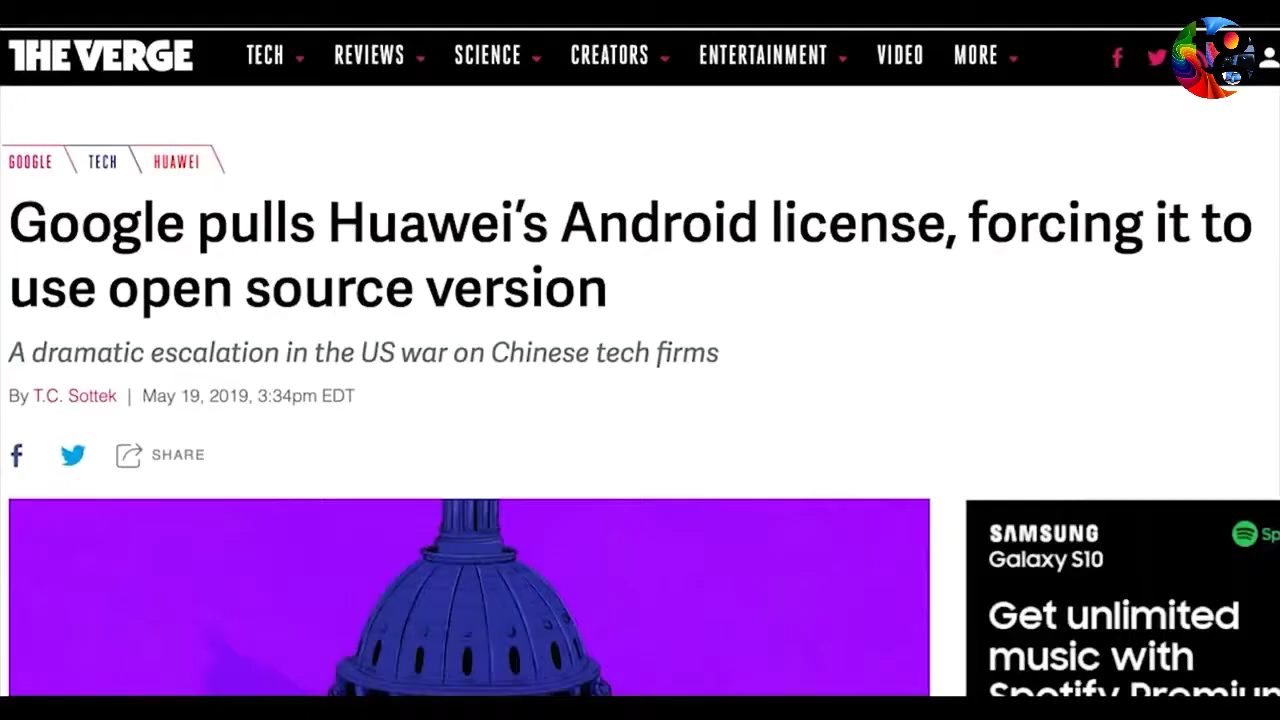 THE VERGE TECH REVIEWS SCIENCE CREATORS ENTERTAINMENT VIDEO MORE
GOOGLE TECH HUAWEI
Google pulls Huawei's Android license, forcing it to
use open source version
A dramatic escalation in the US war on Chinese tech firms
By T.C. Sottek | May 19, 2019, 3:34pm EDT
SHARE
SAMSUNG
Galaxy S10
Get unlimited
music with
Spotify Premium